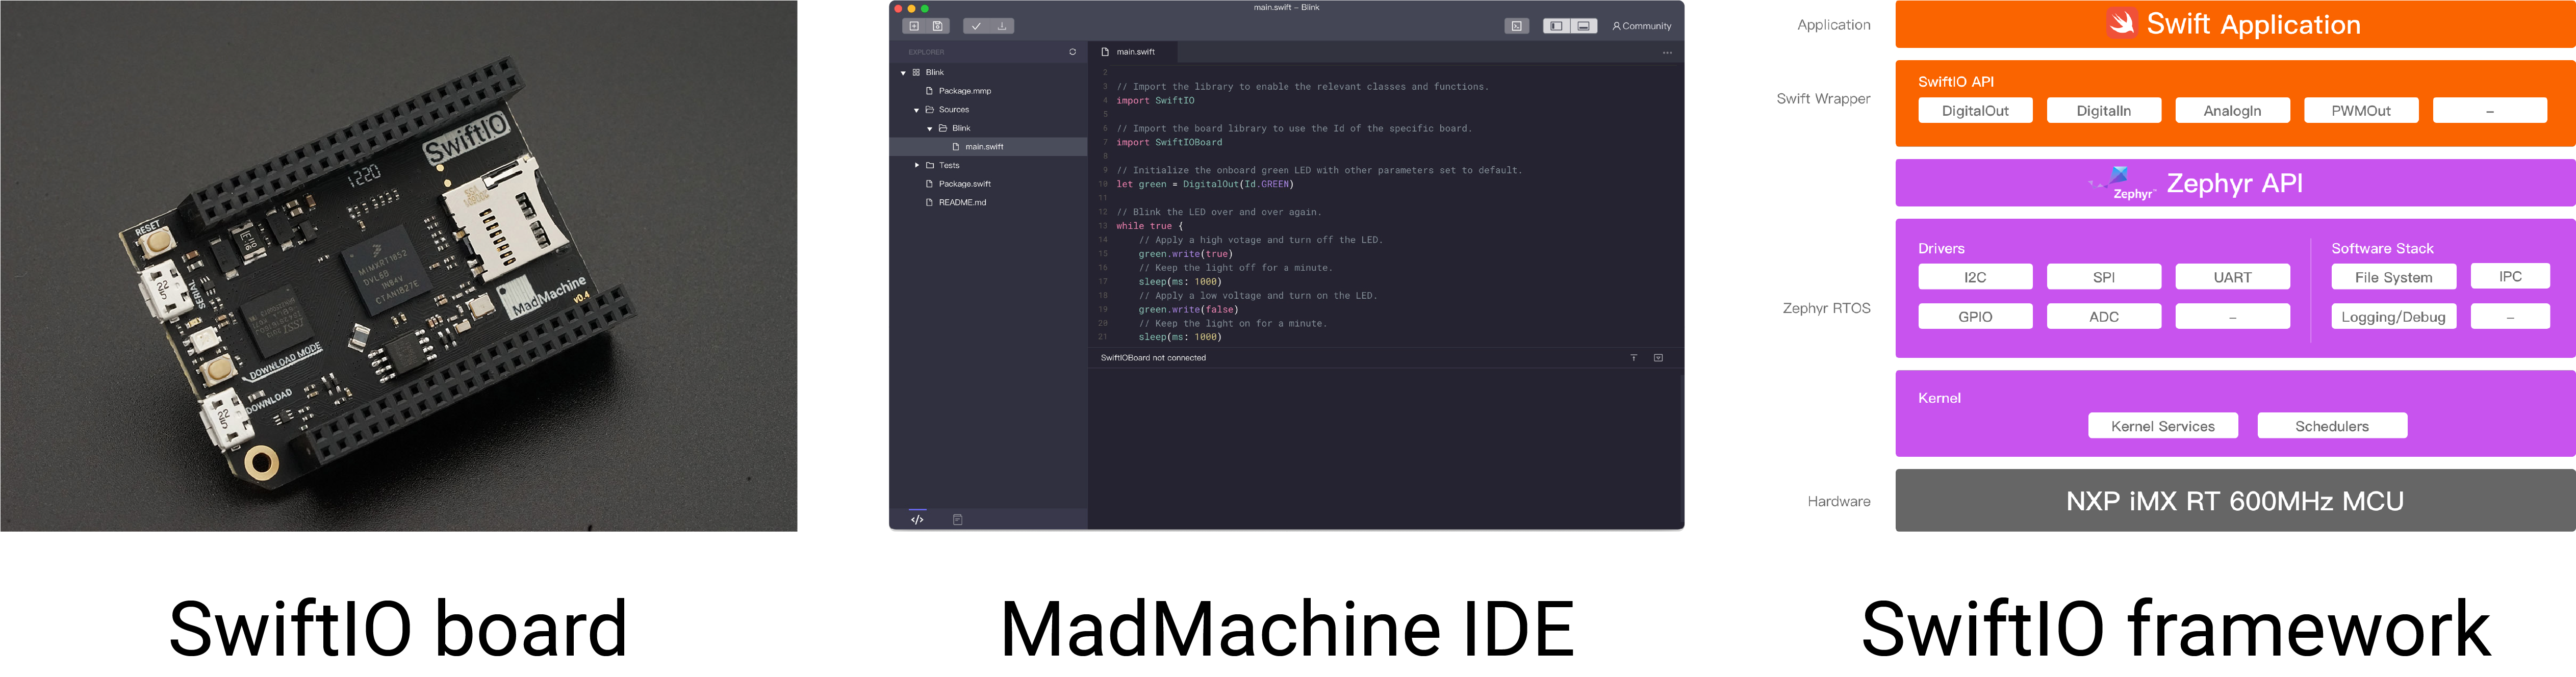 SwiftIO
1220
RESET
SERIAL
MIMXRT1052
DVL6B
1N84V
CTAN1827E
MadMachine
v0.4
DOWNLOAD MODE
DOWNLOAD
SwiftIO board
main.swift – Blink
Community
EXPLORER
Blink
Package.mmp
Sources
Blink
main.swift
Tests
Package.swift
README.md
main.swift
2
3 // Import the library to enable the relevant classes and functions.
4 import SwiftIO
5
6 // Import the board library to use the Id of the specific board.
7 import SwiftIOBoard
8
9 // Initialize the onboard green LED with other parameters set to default.
10 let green = DigitalOut(Id.GREEN)
11
12 // Blink the LED over and over again.
13 while true {
14 // Apply a high votage and turn off the LED.
15 green.write(true)
16 // Keep the light off for a minute.
17 sleep(ms: 1000)
18 // Apply a low voltage and turn on the LED.
19 green.write(false)
20 // Keep the light on for a minute.
21 sleep(ms: 1000)
SwiftIOBoard not connected
MadMachine IDE
Application
Swift Application
Swift Wrapper
SwiftIO API
DigitalOut DigitalIn AnalogIn PWMOut –
Zephyr™ Zephyr API
Zephyr RTOS
Drivers
I2C SPI UART
GPIO ADC –
Software Stack
File System IPC
Logging/Debug –
Kernel
Kernel Services Schedulers
Hardware
NXP iMX RT 600MHz MCU
SwiftIO framework